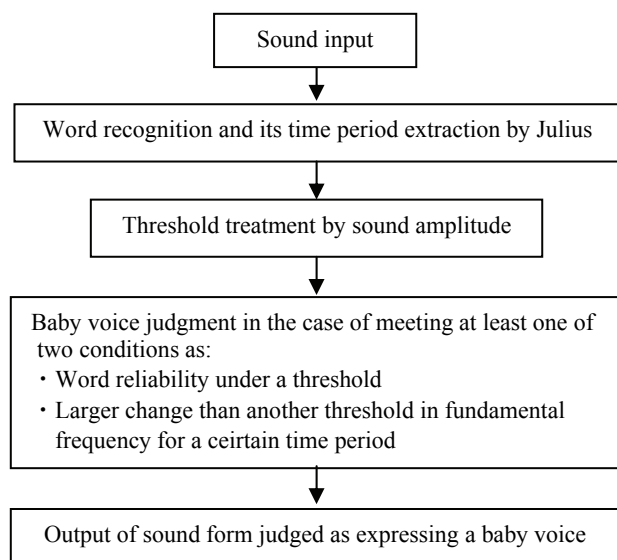 Sound input
Word recognition and its time period extraction by Julius
Threshold treatment by sound amplitude
Baby voice judgment in the case of meeting at least one of
two conditions as:
・Word reliability under a threshold
・Larger change than another threshold in fundamental
frequency for a ceirtain time period
Output of sound form judged as expressing a baby voice